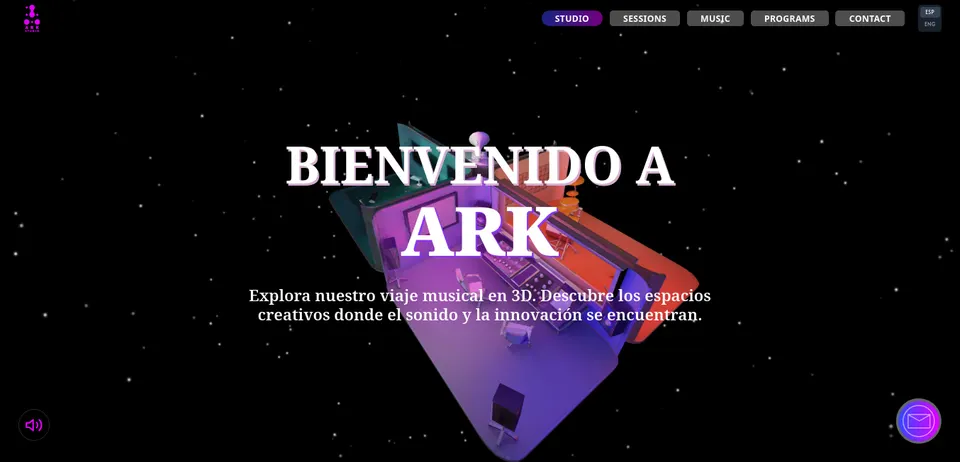 STUDIO
SESSIONS
MUSIC
PROGRAMS
CONTACT
ESP
ENG
BIENVENIDO A
ARK
Explora nuestro viaje musical en 3D. Descubre los espacios
creativos donde el sonido y la innovación se encuentran.